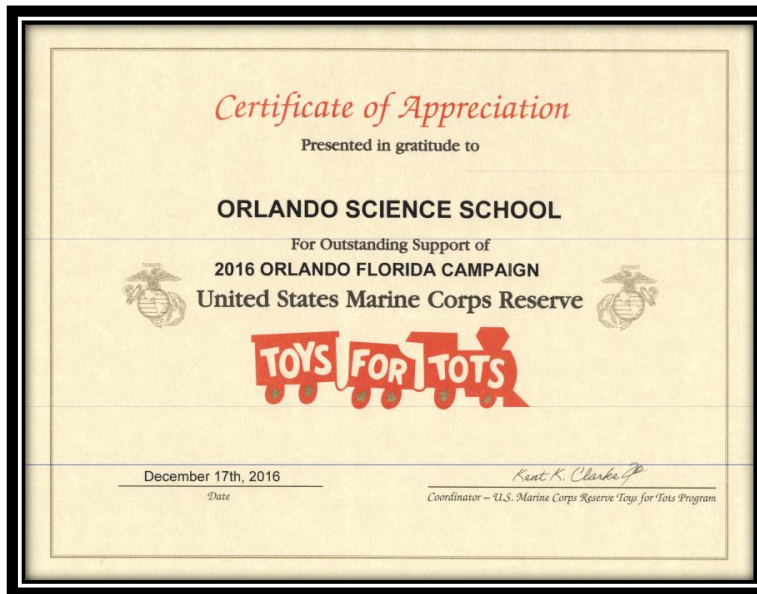 Certificate of Appreciation
Presented in gratitude to
ORLANDO SCIENCE SCHOOL
For Outstanding Support of
2016 ORLANDO FLORIDA CAMPAIGN
United States Marine Corps Reserve
TOYS FOR TOTS
December 17th, 2016
Kent K. Clarke Jr
Date
Coordinator – U.S. Marine Corps Reserve Toys for Tots Program